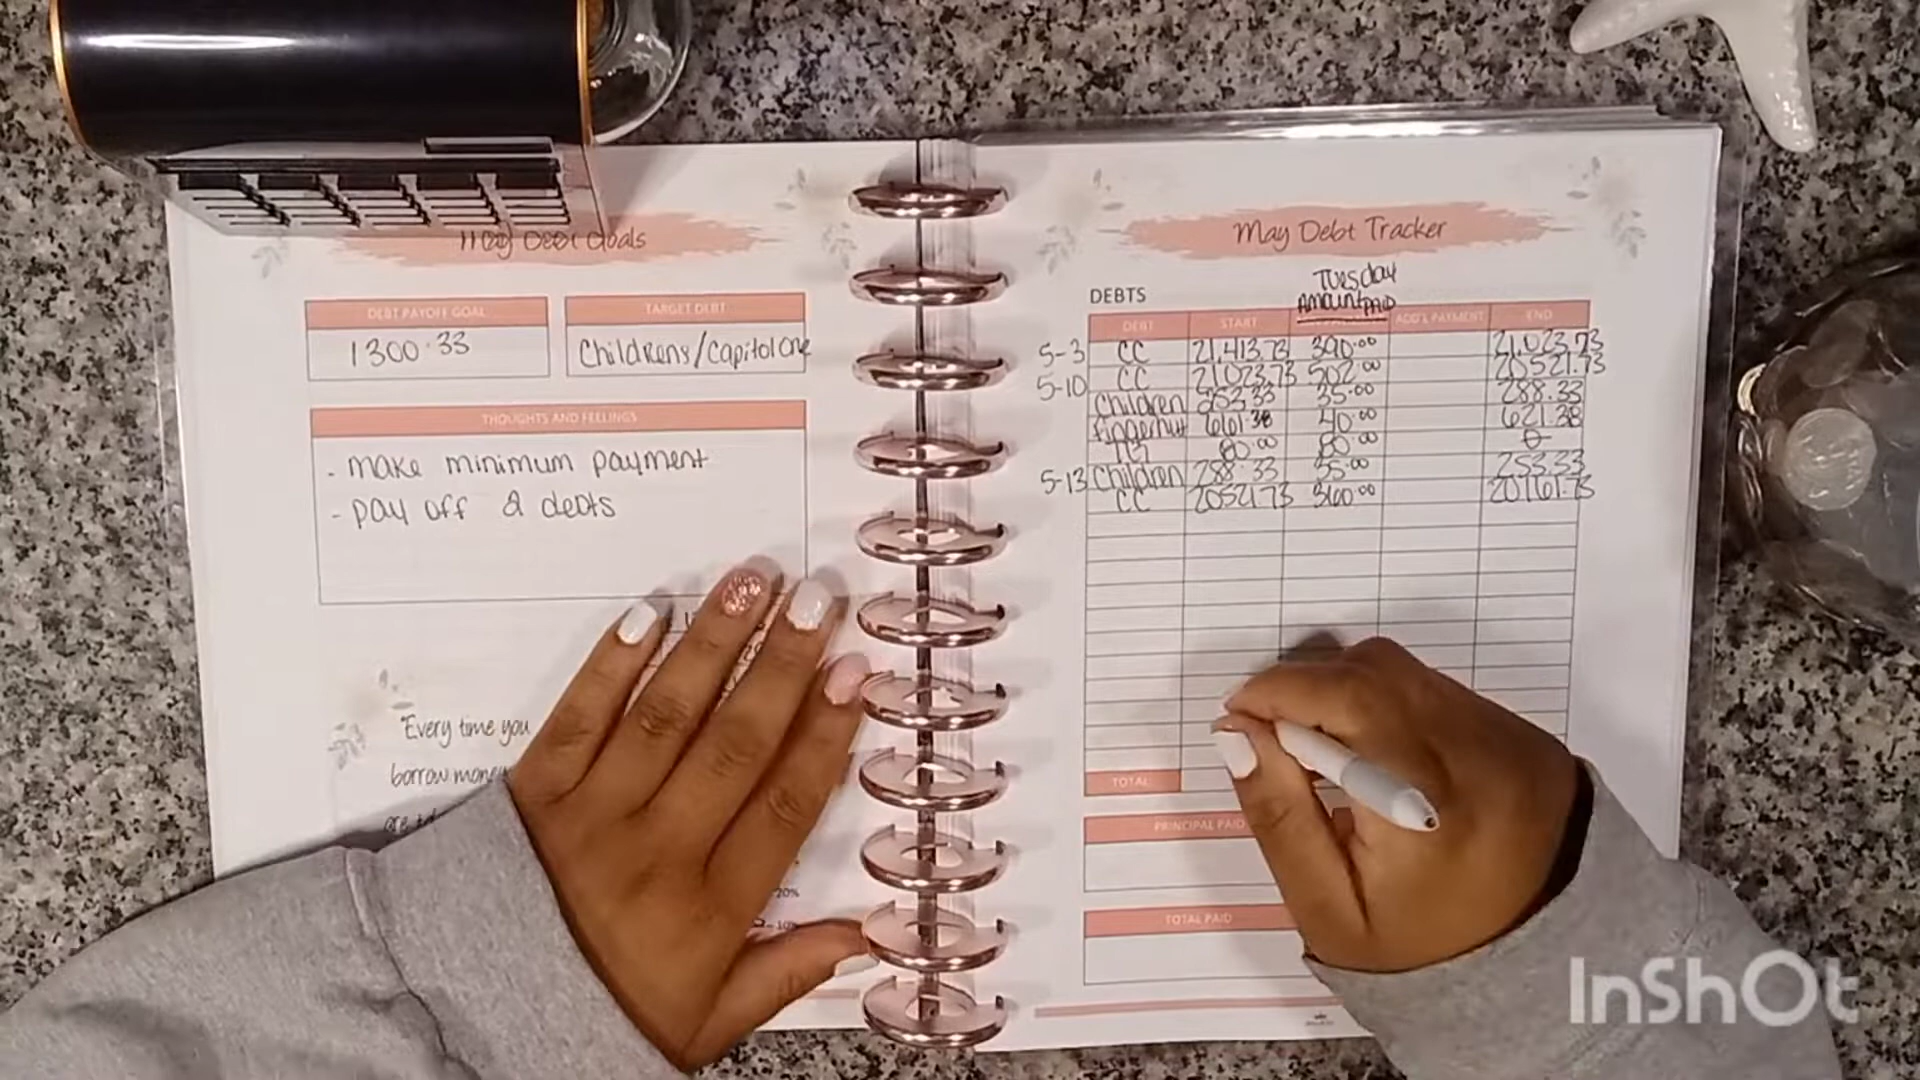 May Debt Goals
DEBT PAYOFF GOAL
1300.33
TARGET DEBT
Childrens/Capitol One
THOUGHTS AND FEELINGS
- make minimum payment
- pay off 2 debts
"Every time you
borrow money
20%
10%
May Debt Tracker
Tuesday
DEBTS
Amount PAID
DEBT START ADD'L PAYMENT END
5-3 CC 21,413.73 390.00 21,023.73
CC 21023.73 502.00 20521.73
5-10 Children 253.33 35.00 288.33
Fingerhut 661.38 40.00 621.38
80.00 80.00 0
Children 288.33 35.00 253.33
5-13 CC 20521.73 360.00 20161.73
TOTAL
PRINCIPAL PAID
TOTAL PAID
InShOt